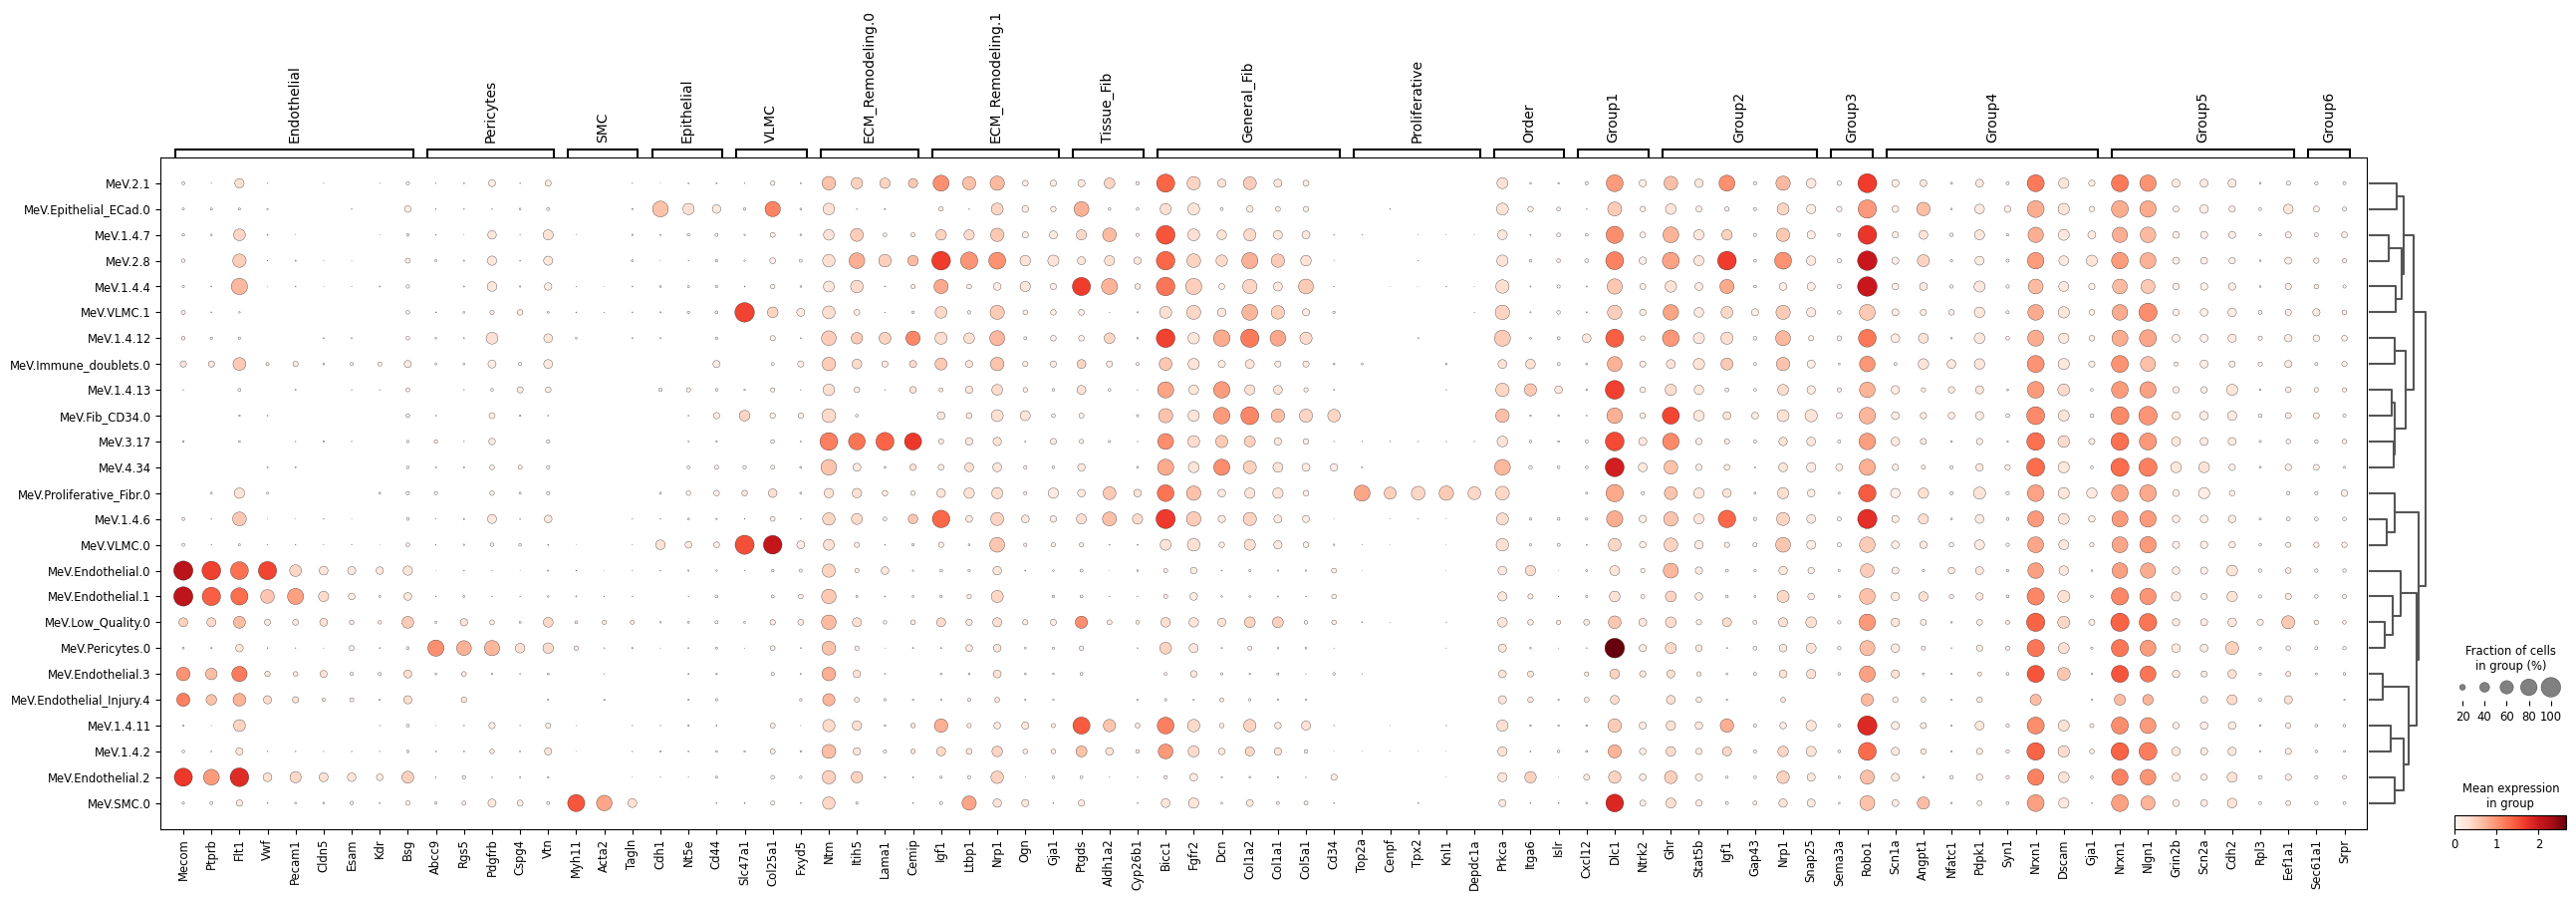 Endothelial
Pericytes
SMC
Epithelial
VLMC
ECM_Remodeling.0
ECM_Remodeling.1
Tissue_Fib
General_Fib
Proliferative
Order
Group1
Group2
Group3
Group4
Group5
Group6
MeV.2.1
MeV.Epithelial_ECad.0
MeV.1.4.7
MeV.2.8
MeV.1.4.4
MeV.VLMC.1
MeV.1.4.12
MeV.Immune_doublets.0
MeV.1.4.13
MeV.Fib_CD34.0
MeV.3.17
MeV.4.34
MeV.Proliferative_Fibr.0
MeV.1.4.6
MeV.VLMC.0
MeV.Endothelial.0
MeV.Endothelial.1
MeV.Low_Quality.0
MeV.Pericytes.0
MeV.Endothelial.3
MeV.Endothelial_Injury.4
MeV.1.4.11
MeV.1.4.2
MeV.Endothelial.2
MeV.SMC.0
Mecom
Ptprb
Flt1
Vwf
Pecam1
Cldn5
Esam
Kdr
Bsg
Abcc9
Rgs5
Pdgfrb
Cspg4
Vtn
Myh11
Acta2
Tagln
Cdh1
Nt5e
Cd44
Slc47a1
Col25a1
Fxyd5
Ntm
Itih5
Lama1
Cemip
Igf1
Ltbp1
Nrp1
Ogn
Gja1
Ptgds
Aldh1a2
Cyp26b1
Bicc1
Fgfr2
Dcn
Col1a2
Col1a1
Col5a1
Cd34
Top2a
Cenpf
Tpx2
Knl1
Depdc1a
Prkca
Itga6
Islr
Cxcl12
Dlc1
Ntrk2
Ghr
Stat5b
Igf1
Gap43
Nrp1
Snap25
Sema3a
Robo1
Scn1a
Angpt1
Nfatc1
Pdpk1
Syn1
Nrxn1
Dscam
Gja1
Nrxn1
Nlgn1
Grin2b
Scn2a
Cdh2
Rpl3
Eef1a1
Sec61a1
Srpr
Fraction of cells
in group (%)
20 40 60 80 100
Mean expression
in group
0 1 2